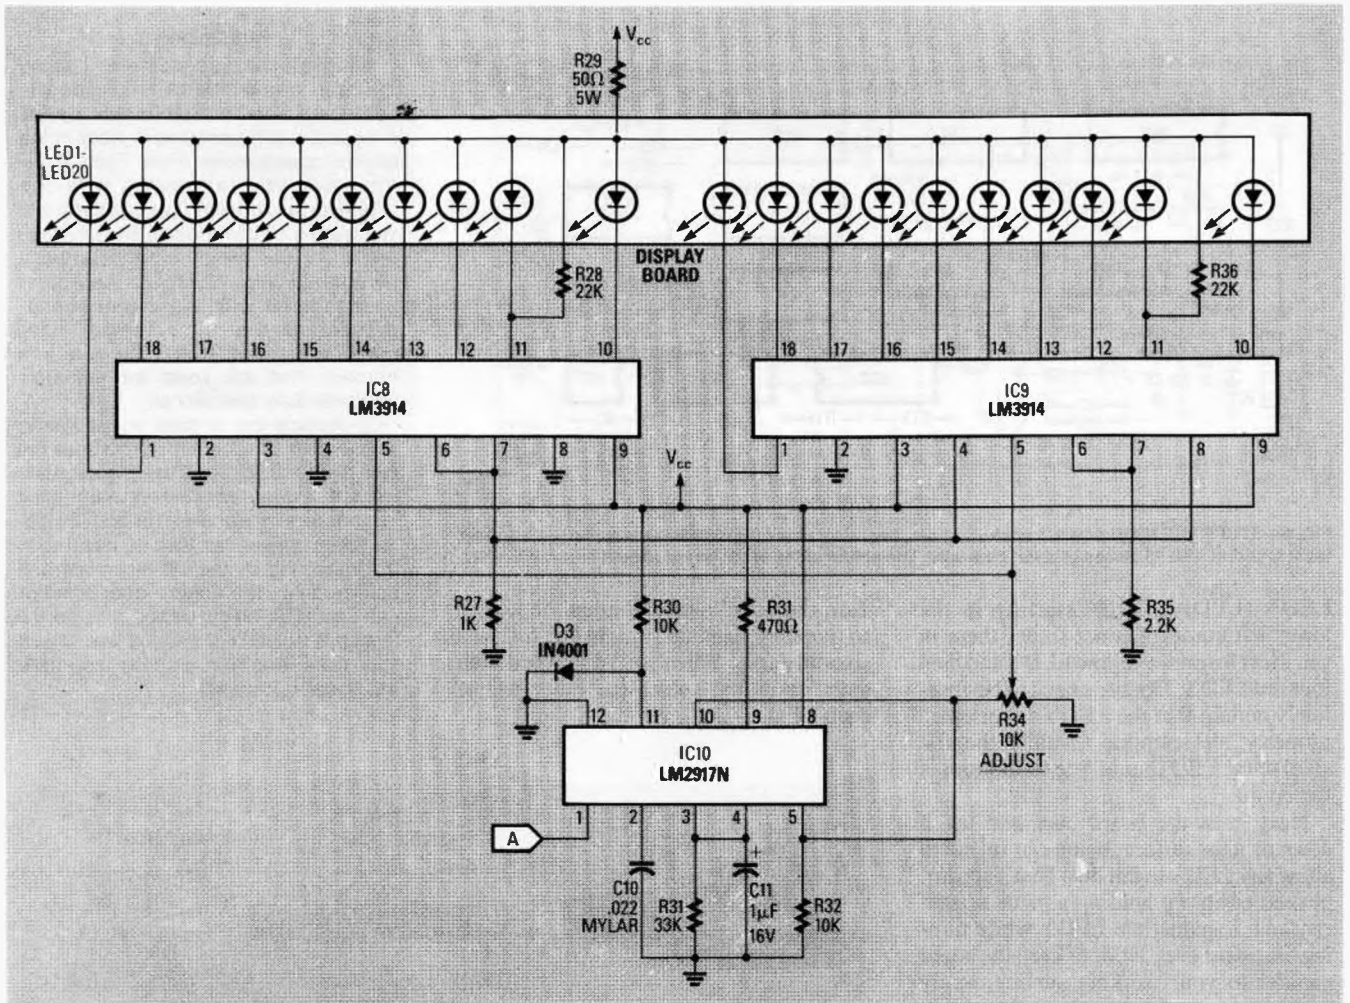 V_cc
R29
50Ω
5W
LED1-
LED20
DISPLAY
BOARD
R28
22K
R36
22K
18 17 16 15 14 13 12 11 10
18 17 16 15 14 13 12 11 10
IC8
LM3914
IC9
LM3914
1 2 3 4 5 6 7 8 9
1 2 3 4 5 6 7 8 9
V_cc
R27
1K
R30
10K
R31
470Ω
R35
2.2K
D3
IN4001
12 11 10 9 8
R34
10K
ADJUST
IC10
LM2917N
1 2 3 4 5
A
C10
.022
MYLAR
R31
33K
+
C11
1µF
16V
R32
10K